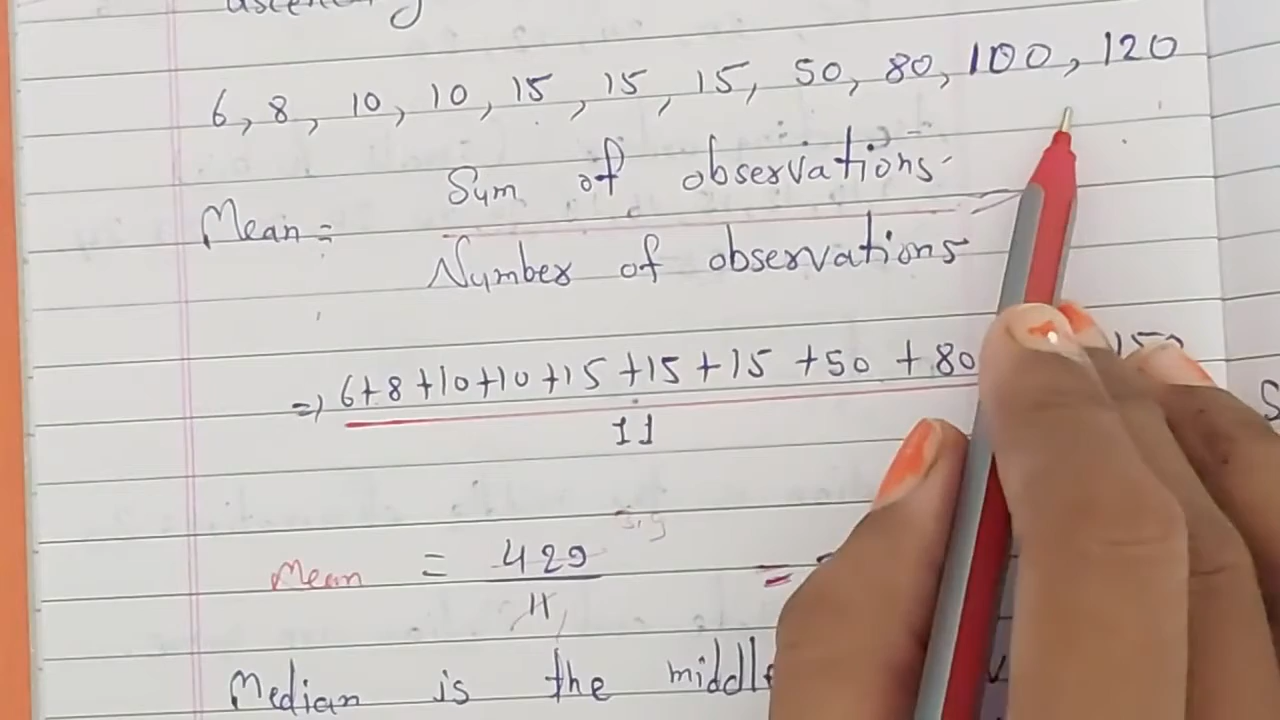 ascending
6, 8, 10, 10, 15, 15, 15, 50, 80, 100, 120
Mean = Sum of observations
Number of observations
=) 6+8+10+10+15+15+15+50+80
11
Mean = 429 =
11
Median is the middle